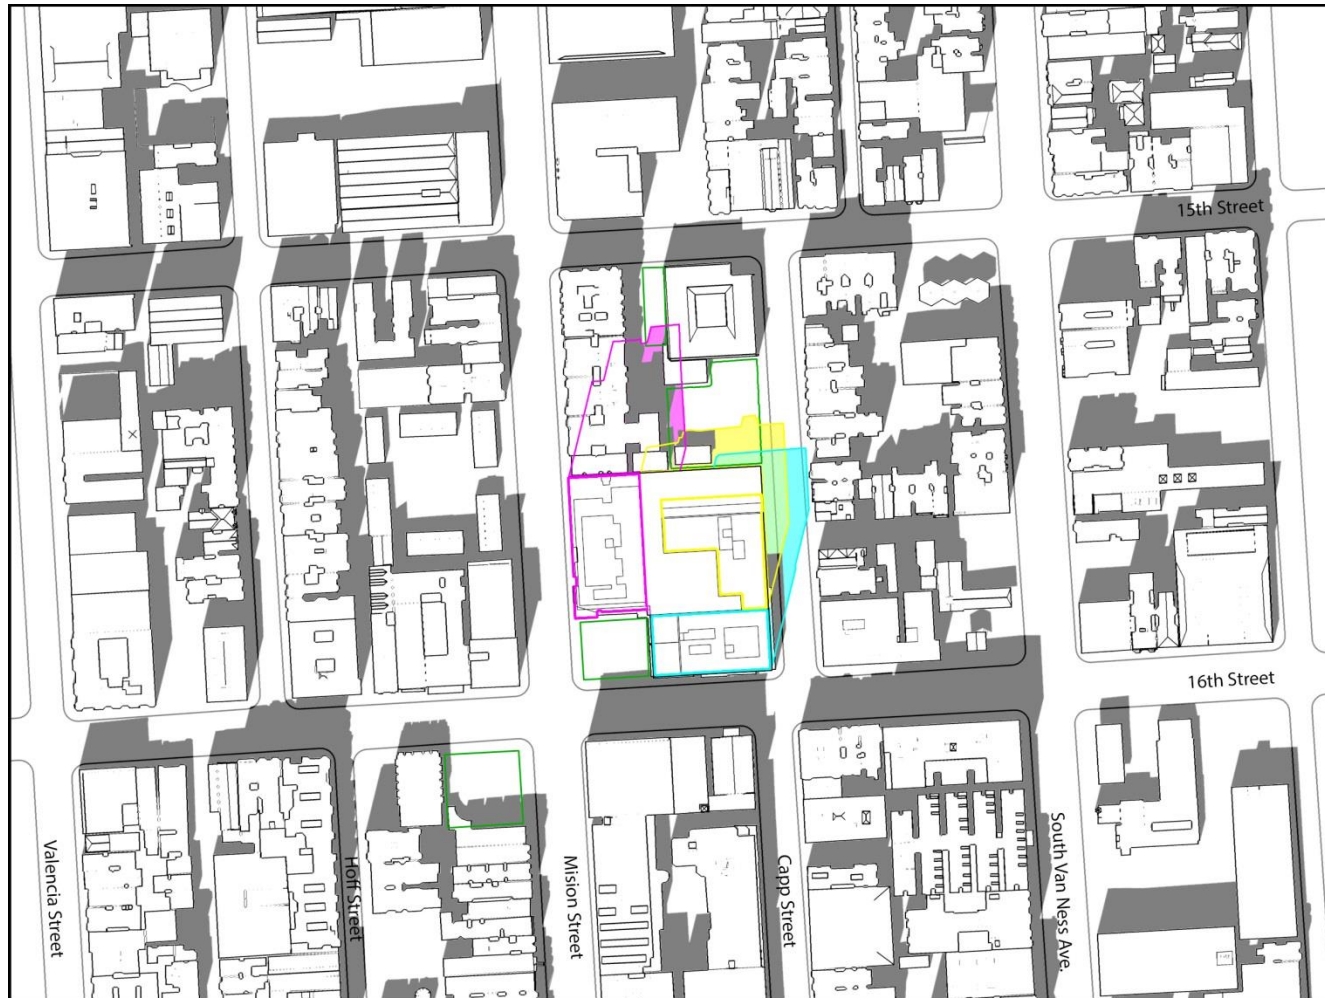 15th Street
16th Street
Valencia Street
Hoff Street
Mision Street
Capp Street
South Van Ness Ave.